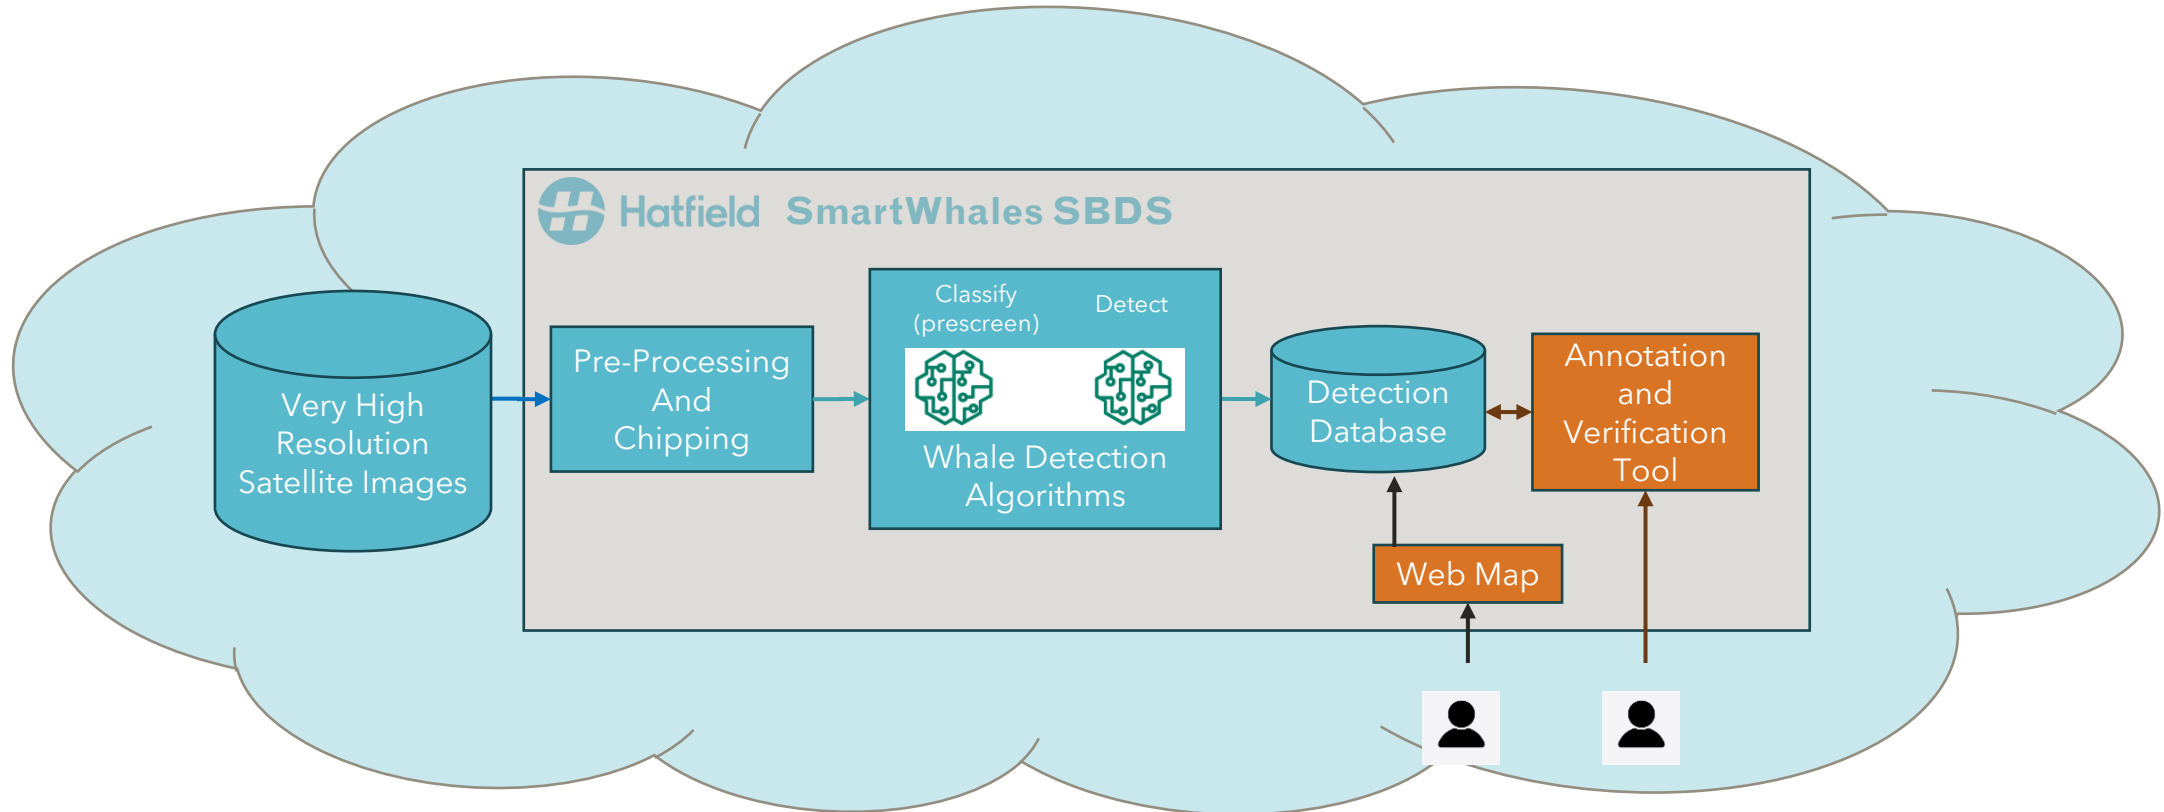 Hatfield SmartWhales SBDS
Very High
Resolution
Satellite Images
Pre-Processing
And
Chipping
Classify
(prescreen)
Detect
Whale Detection
Algorithms
Detection
Database
Annotation
and
Verification
Tool
Web Map